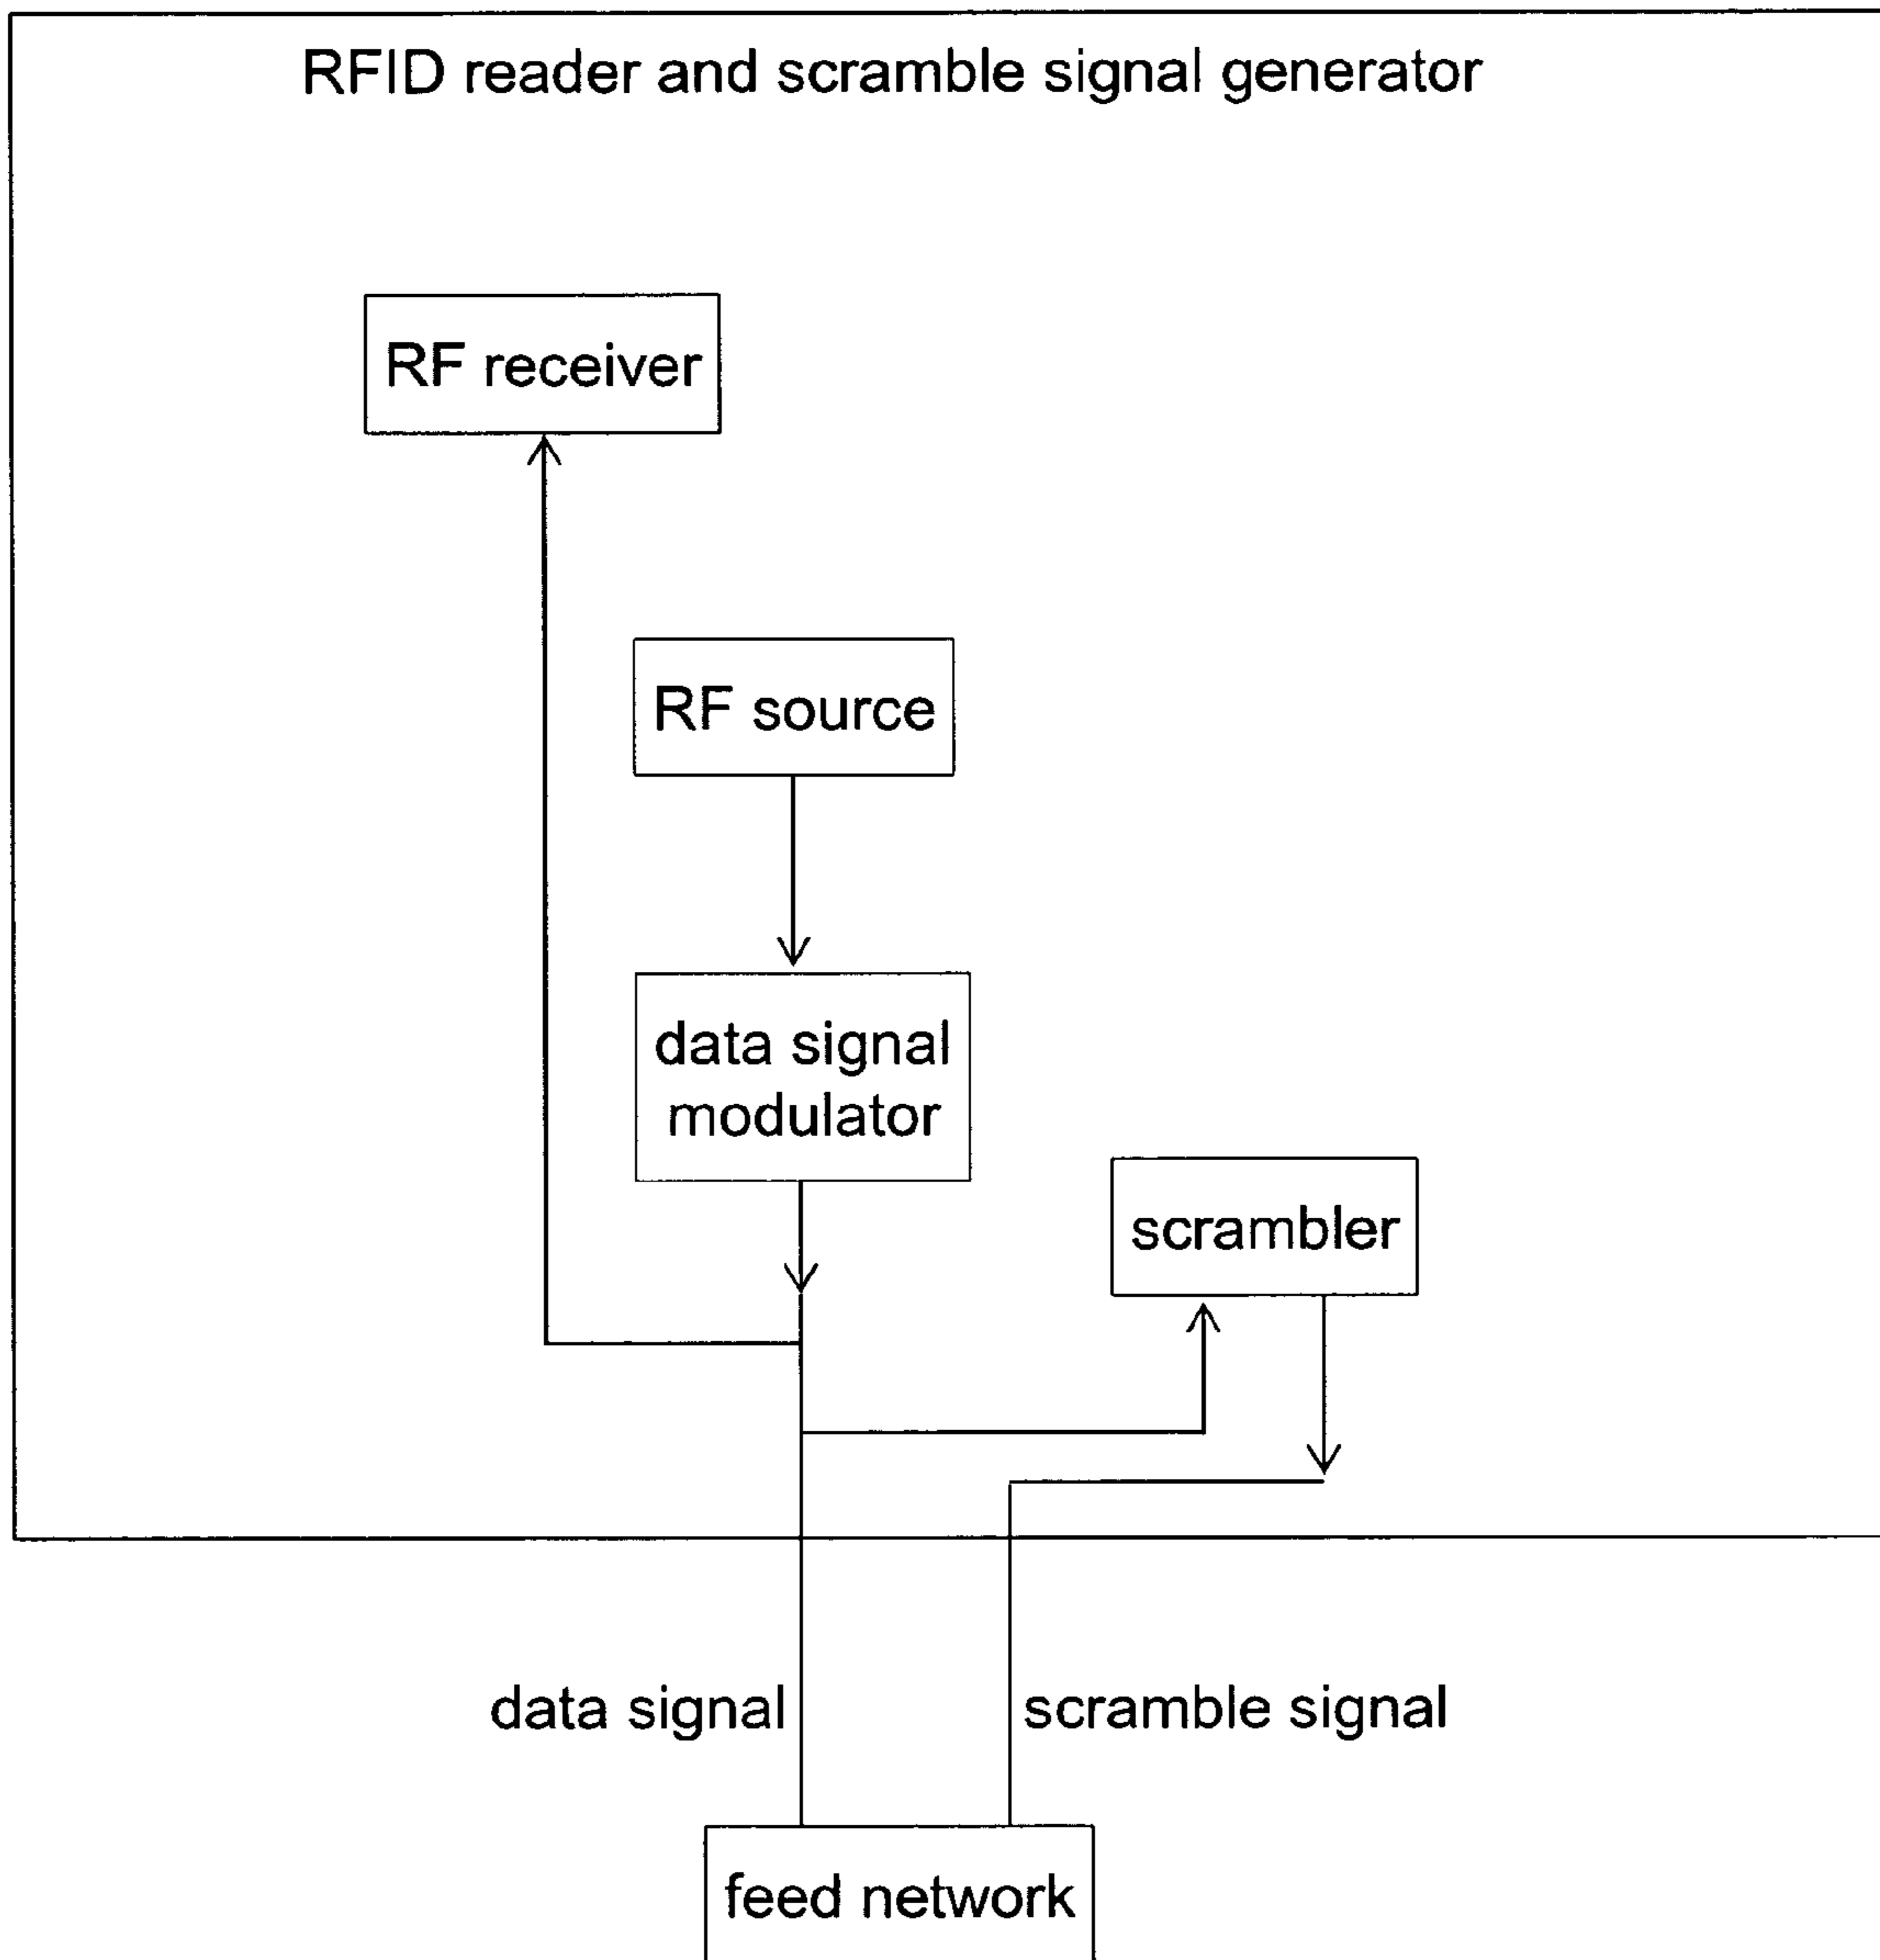 RFID reader and scramble signal generator
RF receiver
RF source
data signal
modulator
scrambler
data signal
scramble signal
feed network